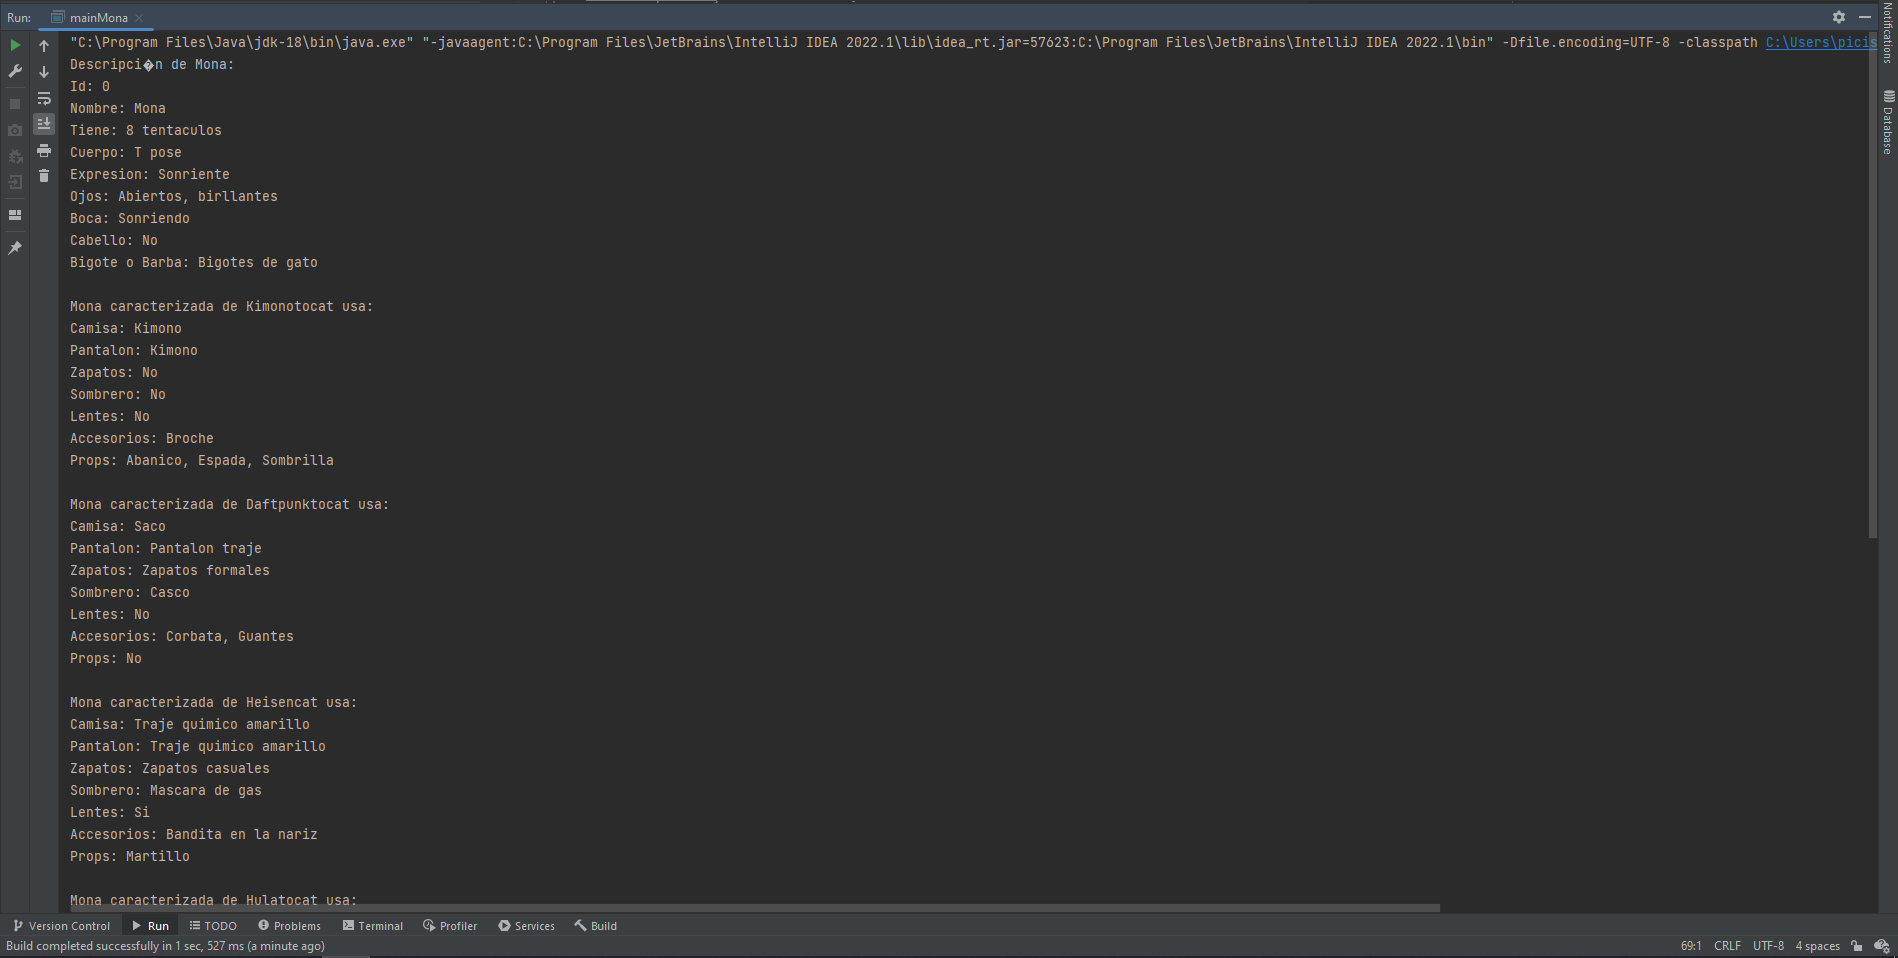 Run: mainMona
"C:\Program Files\Java\jdk-18\bin\java.exe" "-javaagent:C:\Program Files\JetBrains\IntelliJ IDEA 2022.1\lib\idea_rt.jar=57623:C:\Program Files\JetBrains\IntelliJ IDEA 2022.1\bin" -Dfile.encoding=UTF-8 -classpath C:\Users\picis
Descripci�n de Mona:
Id: 0
Nombre: Mona
Tiene: 8 tentaculos
Cuerpo: T pose
Expresion: Sonriente
Ojos: Abiertos, birllantes
Boca: Sonriendo
Cabello: No
Bigote o Barba: Bigotes de gato
Mona caracterizada de Kimonotocat usa:
Camisa: Kimono
Pantalon: Kimono
Zapatos: No
Sombrero: No
Lentes: No
Accesorios: Broche
Props: Abanico, Espada, Sombrilla
Mona caracterizada de Daftpunktocat usa:
Camisa: Saco
Pantalon: Pantalon traje
Zapatos: Zapatos formales
Sombrero: Casco
Lentes: No
Accesorios: Corbata, Guantes
Props: No
Mona caracterizada de Heisencat usa:
Camisa: Traje quimico amarillo
Pantalon: Traje quimico amarillo
Zapatos: Zapatos casuales
Sombrero: Mascara de gas
Lentes: Si
Accesorios: Bandita en la nariz
Props: Martillo
Mona caracterizada de Hulatocat usa:
Notifications
Database
Version Control Run TODO Problems Terminal Profiler Services Build
Build completed successfully in 1 sec, 527 ms (a minute ago) 69:1 CRLF UTF-8 4 spaces